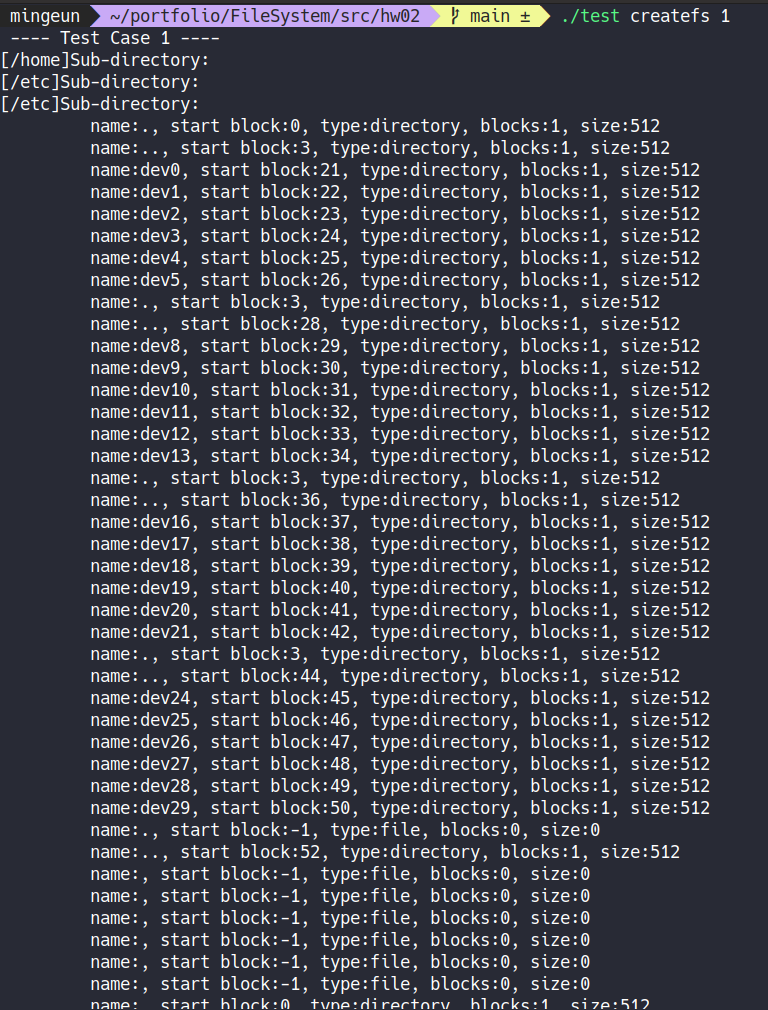 mingeun ~/portfolio/FileSystem/src/hw02 main ± ./test createfs 1
---- Test Case 1 ----
[/home]Sub-directory:
[/etc]Sub-directory:
[/etc]Sub-directory:
name:., start block:0, type:directory, blocks:1, size:512
name:.., start block:3, type:directory, blocks:1, size:512
name:dev0, start block:21, type:directory, blocks:1, size:512
name:dev1, start block:22, type:directory, blocks:1, size:512
name:dev2, start block:23, type:directory, blocks:1, size:512
name:dev3, start block:24, type:directory, blocks:1, size:512
name:dev4, start block:25, type:directory, blocks:1, size:512
name:dev5, start block:26, type:directory, blocks:1, size:512
name:., start block:3, type:directory, blocks:1, size:512
name:.., start block:28, type:directory, blocks:1, size:512
name:dev8, start block:29, type:directory, blocks:1, size:512
name:dev9, start block:30, type:directory, blocks:1, size:512
name:dev10, start block:31, type:directory, blocks:1, size:512
name:dev11, start block:32, type:directory, blocks:1, size:512
name:dev12, start block:33, type:directory, blocks:1, size:512
name:dev13, start block:34, type:directory, blocks:1, size:512
name:., start block:3, type:directory, blocks:1, size:512
name:.., start block:36, type:directory, blocks:1, size:512
name:dev16, start block:37, type:directory, blocks:1, size:512
name:dev17, start block:38, type:directory, blocks:1, size:512
name:dev18, start block:39, type:directory, blocks:1, size:512
name:dev19, start block:40, type:directory, blocks:1, size:512
name:dev20, start block:41, type:directory, blocks:1, size:512
name:dev21, start block:42, type:directory, blocks:1, size:512
name:., start block:3, type:directory, blocks:1, size:512
name:.., start block:44, type:directory, blocks:1, size:512
name:dev24, start block:45, type:directory, blocks:1, size:512
name:dev25, start block:46, type:directory, blocks:1, size:512
name:dev26, start block:47, type:directory, blocks:1, size:512
name:dev27, start block:48, type:directory, blocks:1, size:512
name:dev28, start block:49, type:directory, blocks:1, size:512
name:dev29, start block:50, type:directory, blocks:1, size:512
name:., start block:-1, type:file, blocks:0, size:0
name:.., start block:52, type:directory, blocks:1, size:512
name:, start block:-1, type:file, blocks:0, size:0
name:, start block:-1, type:file, blocks:0, size:0
name:, start block:-1, type:file, blocks:0, size:0
name:, start block:-1, type:file, blocks:0, size:0
name:, start block:-1, type:file, blocks:0, size:0
name:, start block:-1, type:file, blocks:0, size:0
name:, start block:0, type:directory, blocks:1, size:512